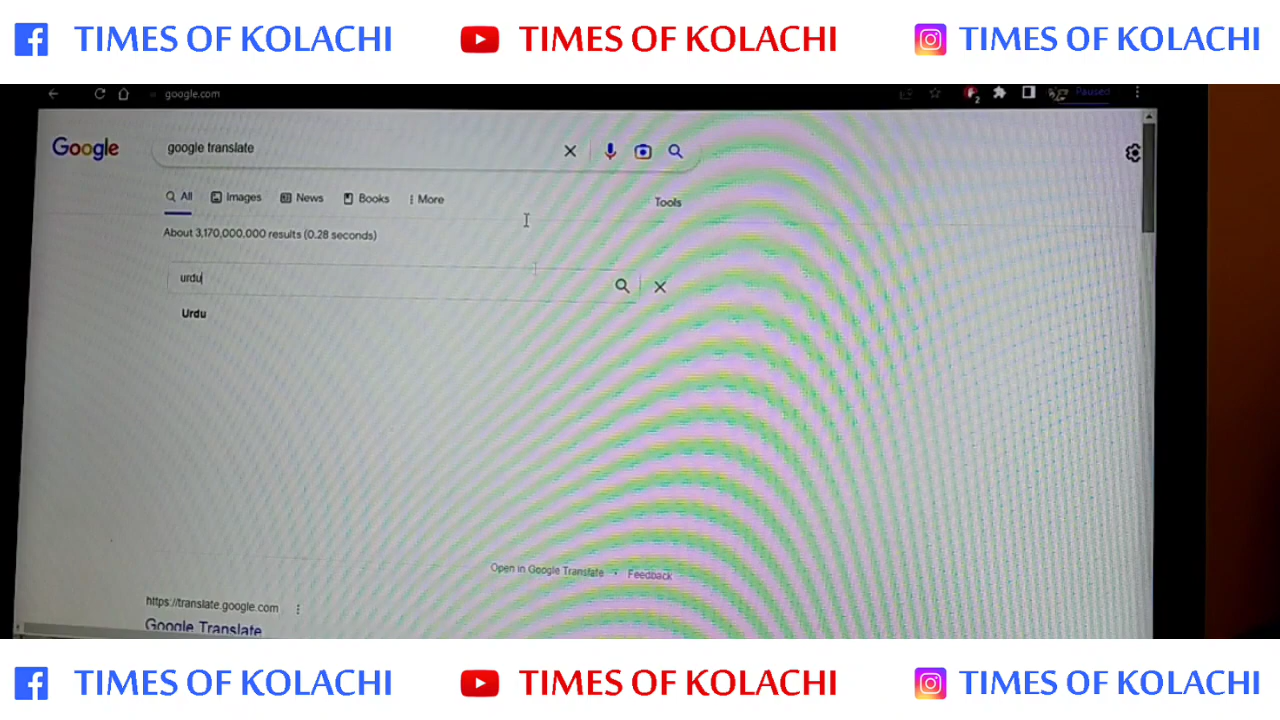 TIMES OF KOLACHI TIMES OF KOLACHI TIMES OF KOLACHI
google.com Paused
Google google translate
All Images News Books More Tools
About 3,170,000,000 results (0.28 seconds)
urdu
Urdu
Open in Google Translate • Feedback
https://translate.google.com
Google Translate
TIMES OF KOLACHI TIMES OF KOLACHI TIMES OF KOLACHI